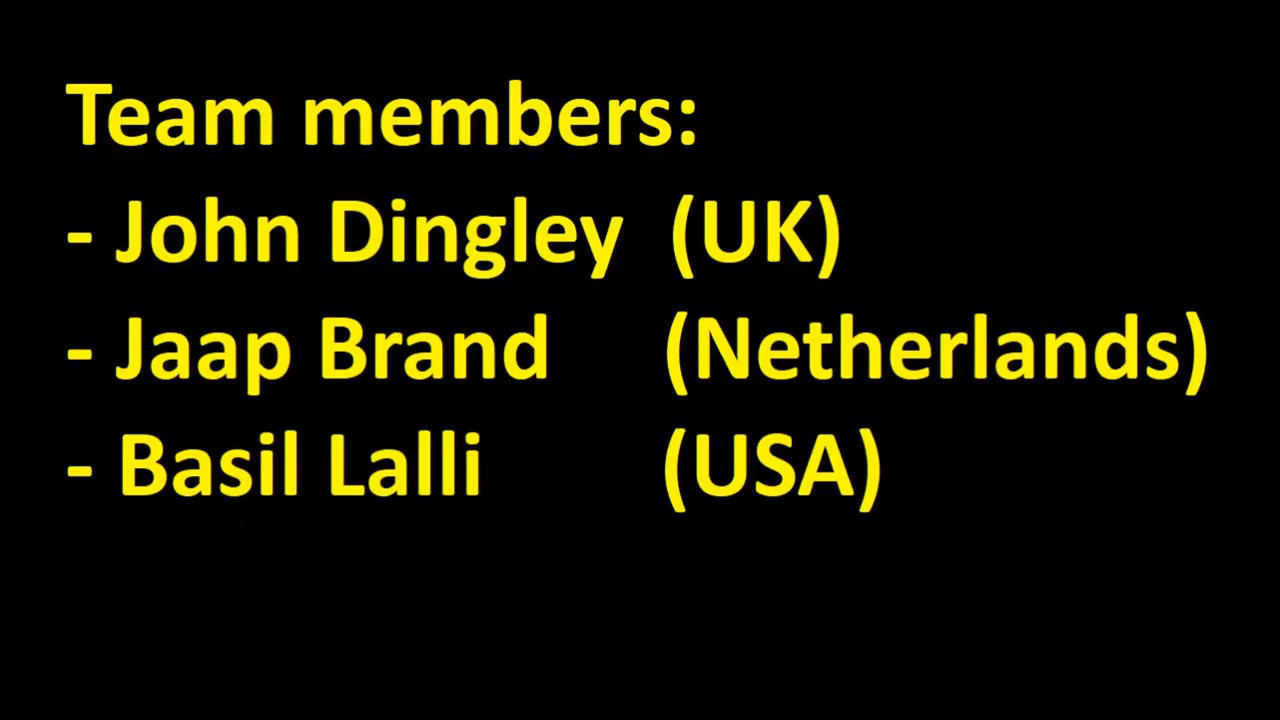 Team members:
- John Dingley (UK)
- Jaap Brand (Netherlands)
- Basil Lalli (USA)